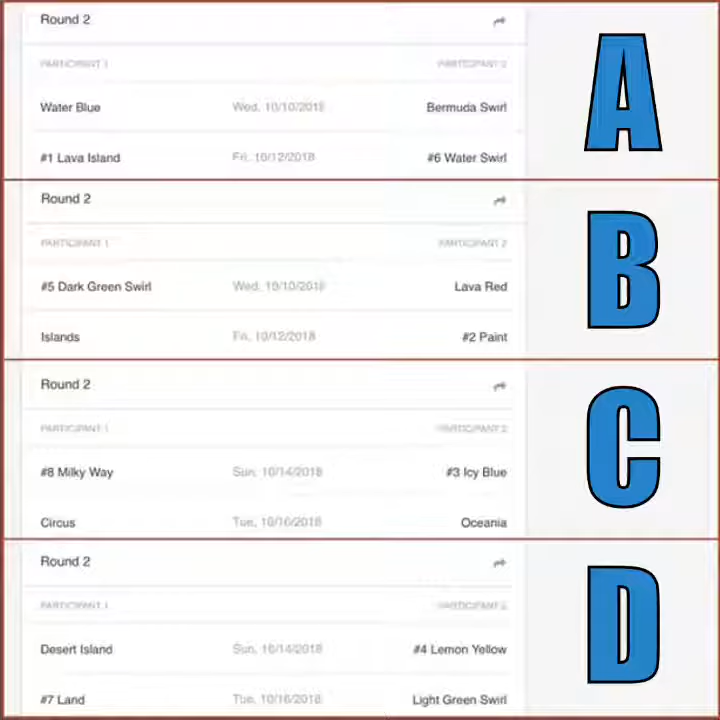 Round 2
PARTICIPANT 1 PARTICIPANT 2
Water Blue Wed, 10/10/2018 Bermuda Swirl
#1 Lava Island Fri, 10/12/2018 #6 Water Swirl
A
Round 2
PARTICIPANT 1 PARTICIPANT 2
#5 Dark Green Swirl Wed, 10/10/2018 Lava Red
Islands Fri, 10/12/2018 #2 Paint
B
Round 2
PARTICIPANT 1 PARTICIPANT 2
#8 Milky Way Sun, 10/14/2018 #3 Icy Blue
Circus Tue, 10/16/2018 Oceania
C
Round 2
PARTICIPANT 1 PARTICIPANT 2
Desert Island Sun, 10/14/2018 #4 Lemon Yellow
#7 Land Tue, 10/16/2018 Light Green Swirl
D